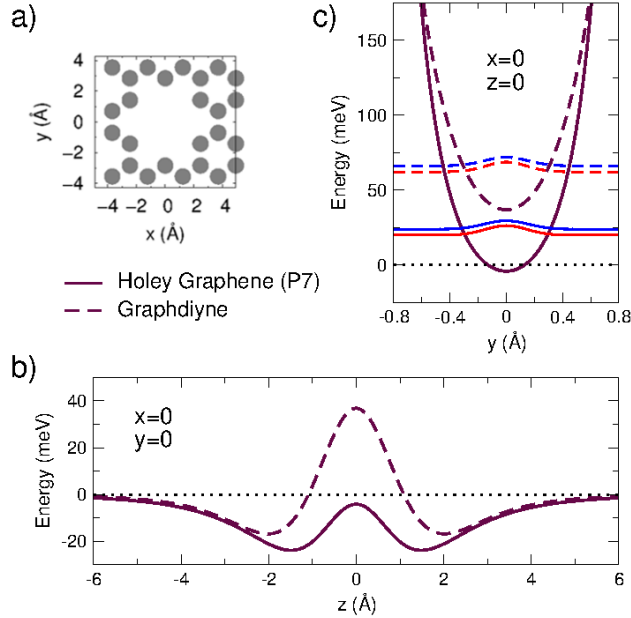 a)
4
2
0
−2
−4
y (Å)
−4 −2 0 2 4
x (Å)
Holey Graphene (P7)
Graphdiyne
c)
x=0
z=0
150
100
50
0
Energy (meV)
-0.8 -0.4 0 0.4 0.8
y (Å)
b)
x=0
y=0
40
20
0
-20
Energy (meV)
-6 -4 -2 0 2 4 6
z (Å)